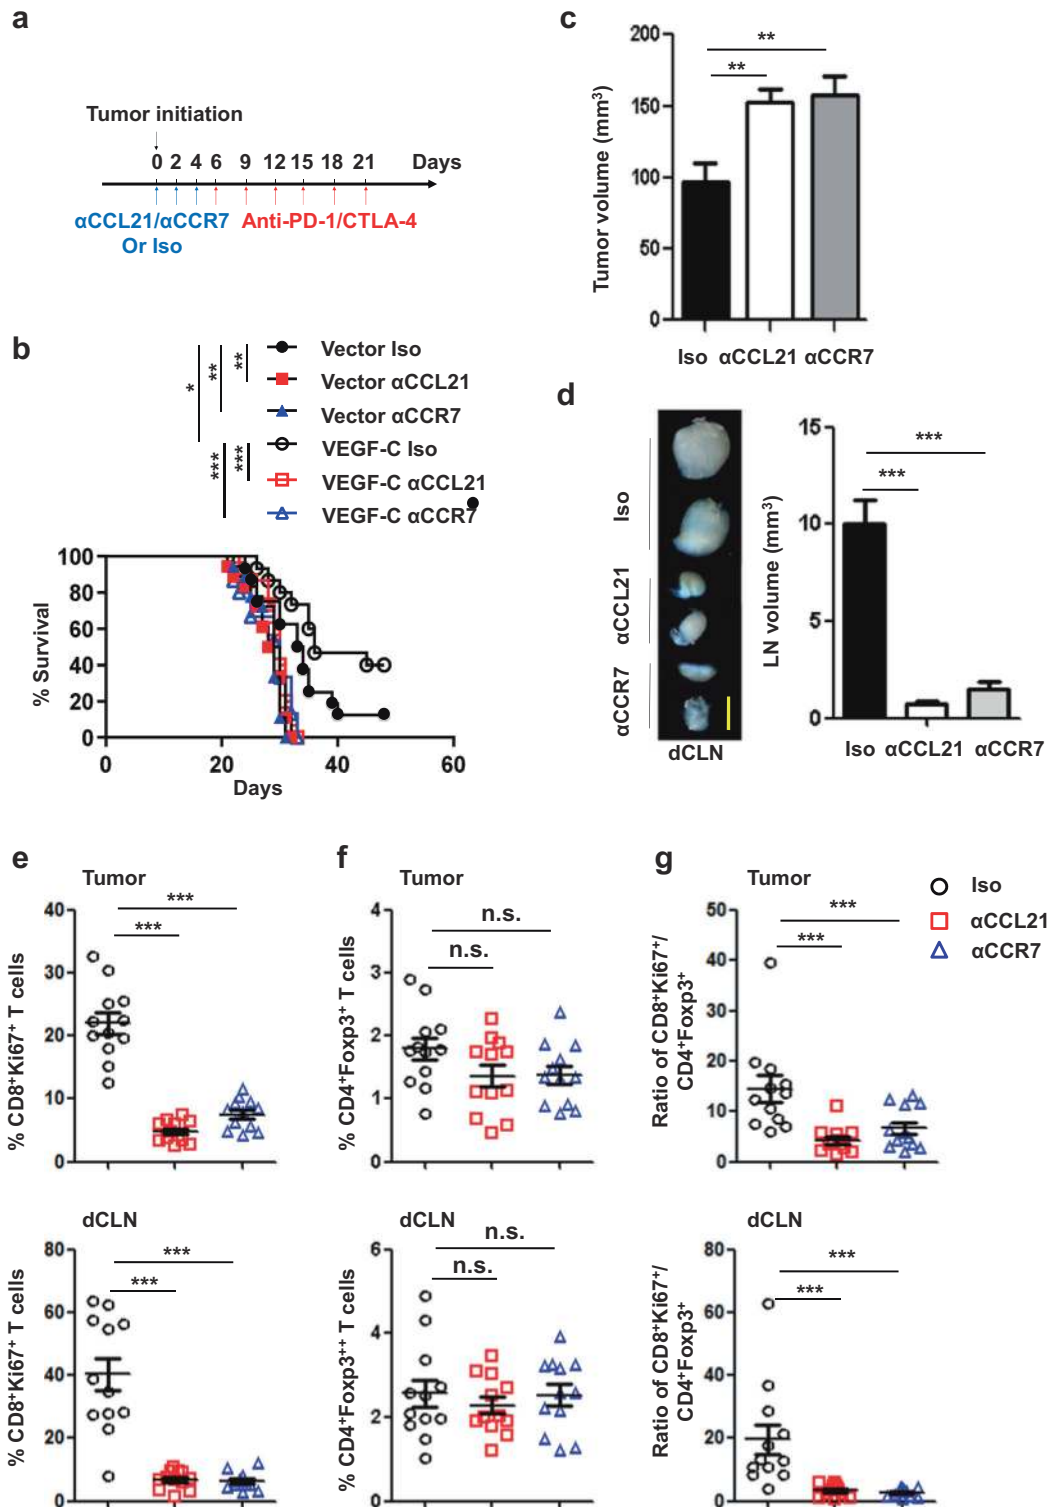 a
Tumor initiation
0 2 4 6 9 12 15 18 21 Days
αCCL21/αCCR7 Anti-PD-1/CTLA-4
Or Iso
b
Vector Iso
Vector αCCL21
Vector αCCR7
VEGF-C Iso
VEGF-C αCCL21
VEGF-C αCCR7
* ** **
*** ***
% Survival
100
80
60
40
20
0
0 20 40 60
Days
c
Tumor volume (mm³)
200
150
100
50
0
**
**
Iso αCCL21 αCCR7
d
Iso
αCCL21
αCCR7
dCLN
LN volume (mm³)
15
10
5
0
***
***
Iso αCCL21 αCCR7
e
Tumor
% CD8⁺Ki67⁺ T cells
40
30
20
10
0
***
***
dCLN
% CD8⁺Ki67⁺ T cells
80
60
40
20
0
***
***
f
Tumor
% CD4⁺Foxp3⁺ T cells
4
3
2
1
0
n.s.
n.s.
dCLN
% CD4⁺Foxp3⁺⁺ T cells
6
4
2
0
n.s.
n.s.
g
Tumor
Ratio of CD8⁺Ki67⁺/
CD4⁺Foxp3⁺
50
40
30
20
10
0
***
***
Iso
αCCL21
αCCR7
dCLN
Ratio of CD8⁺Ki67⁺/
CD4⁺Foxp3⁺
80
60
40
20
0
***
***